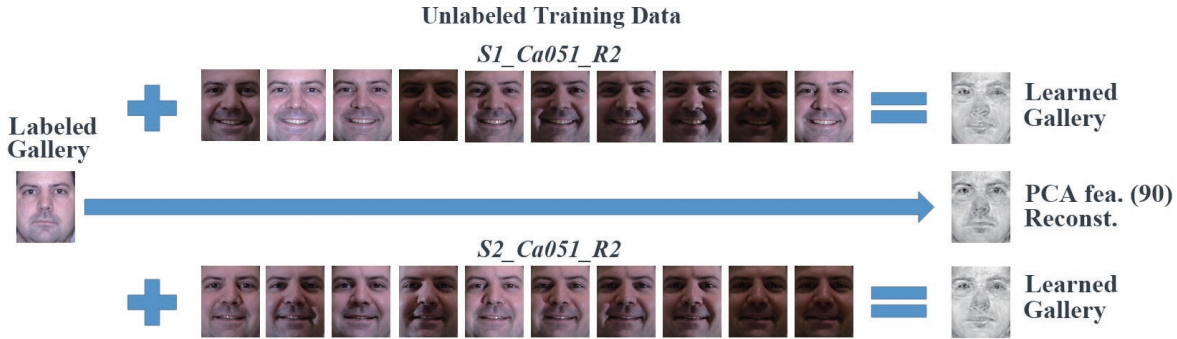 Unlabeled Training Data
S1_Ca051_R2
Labeled
Gallery
Learned
Gallery
PCA fea. (90)
Reconst.
S2_Ca051_R2
Learned
Gallery